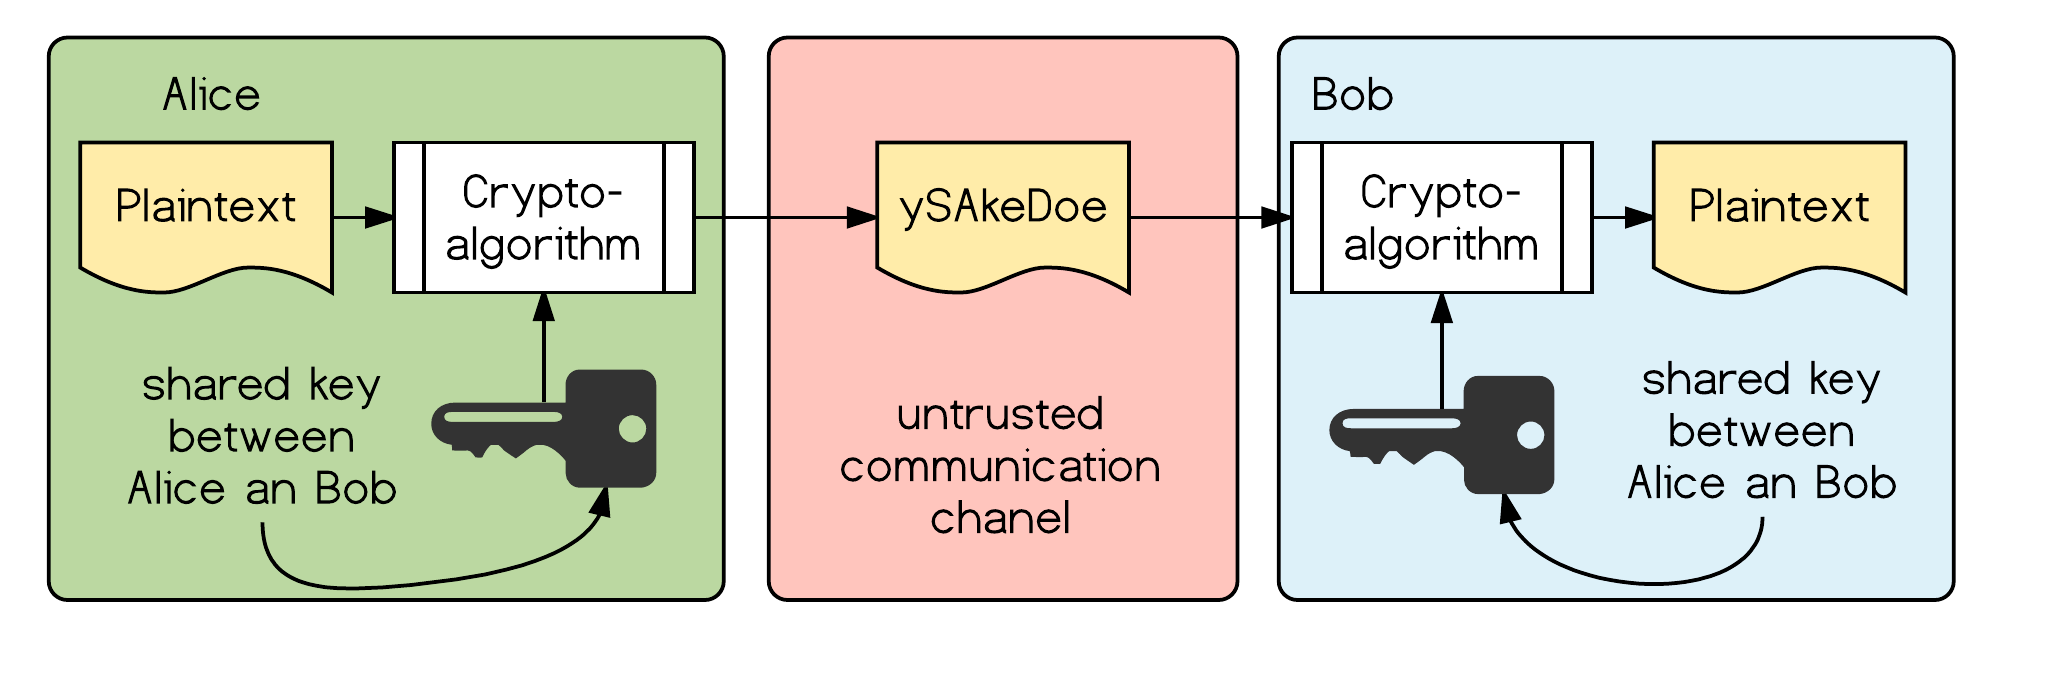 Alice
Plaintext
Crypto-
algorithm
shared key
between
Alice an Bob
ySAkeDoe
untrusted
communication
chanel
Bob
Crypto-
algorithm
Plaintext
shared key
between
Alice an Bob